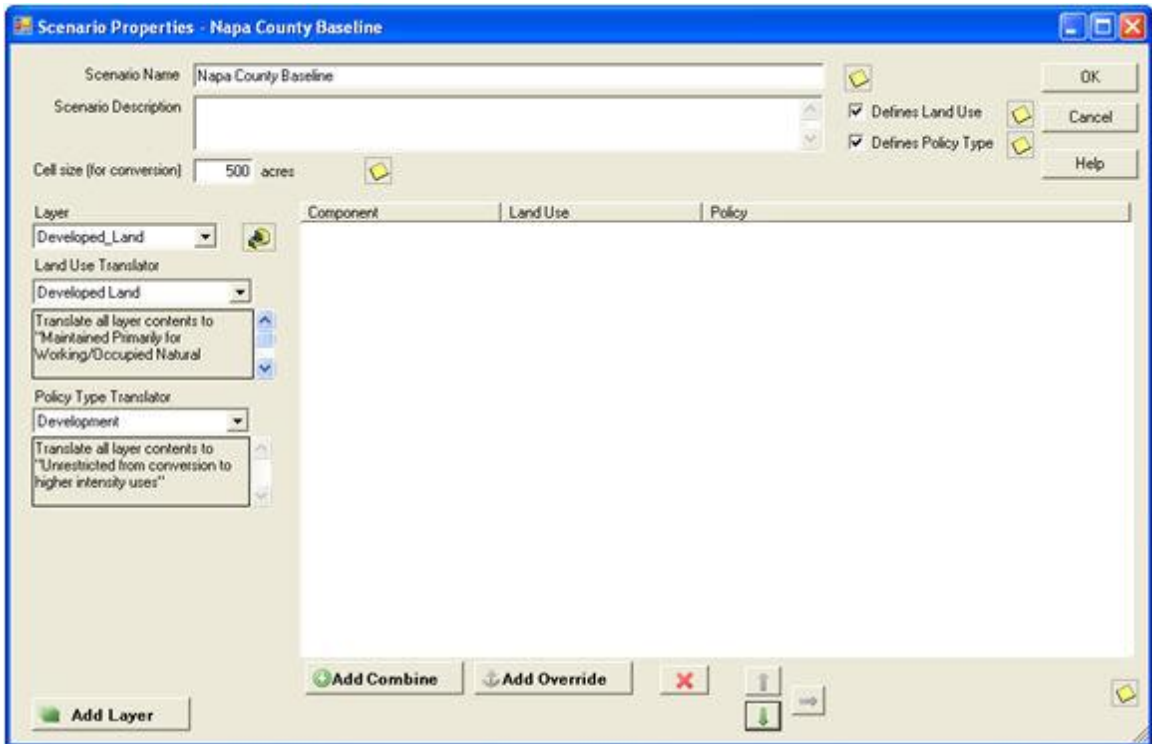 Scenario Properties - Napa County Baseline
Scenario Name Napa County Baseline
OK
Scenario Description
Defines Land Use
Cancel
Defines Policy Type
Help
Cell size (for conversion) 500 acres
Layer
Developed_Land
Land Use Translator
Developed Land
Translate all layer contents to
"Maintained Primarily for
Working/Occupied Natural
Policy Type Translator
Development
Translate all layer contents to
"Unrestricted from conversion to
higher intensity uses"
Component Land Use Policy
Add Combine Add Override
Add Layer